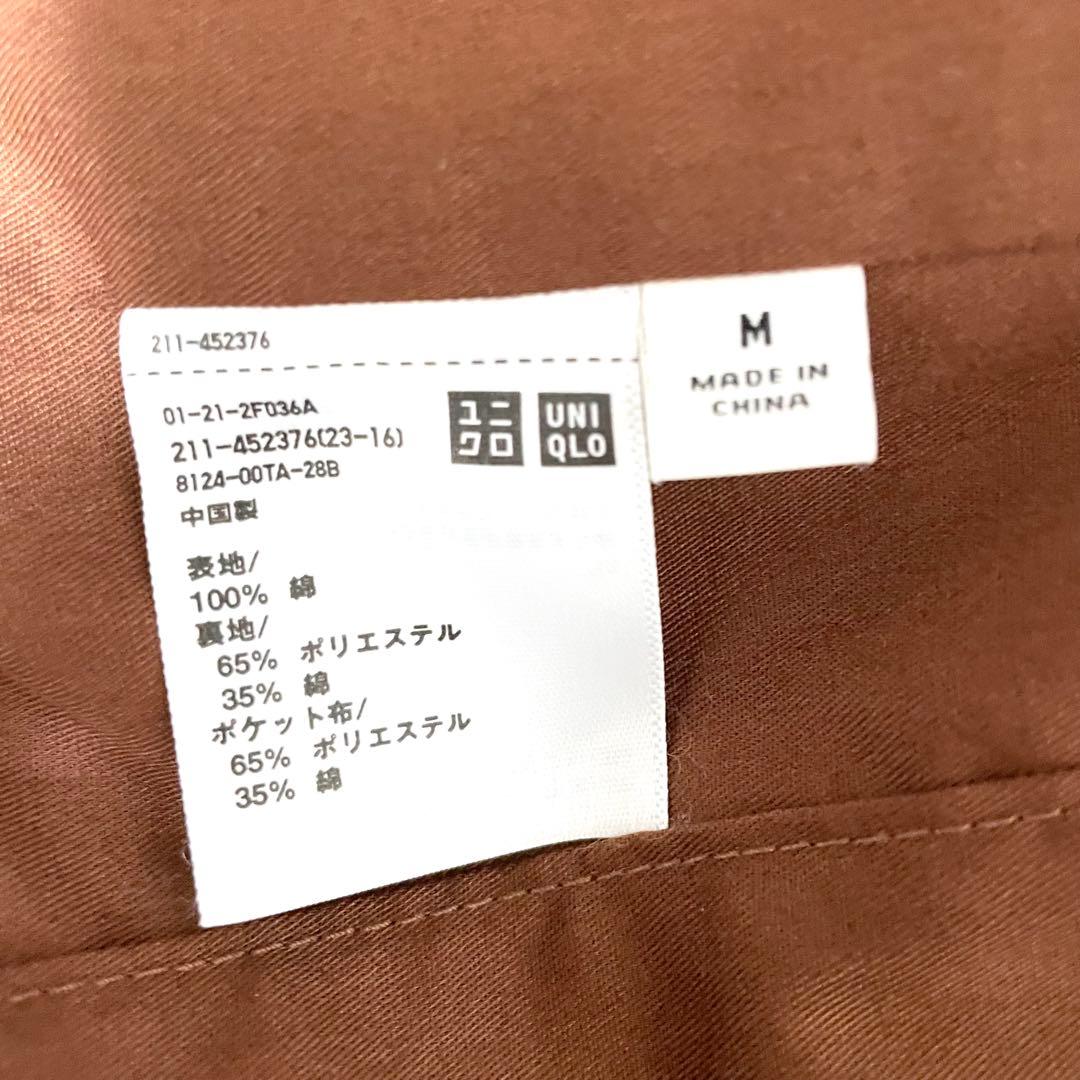 211-452376
01-21-2F036A
211-452376(23-16)
8124-00TA-28B
中国製
ユニ
クロ
UNI
QLO
表地/
100% 綿
裏地/
65% ポリエステル
35% 綿
ポケット布/
65% ポリエステル
35% 綿
M
MADE IN
CHINA